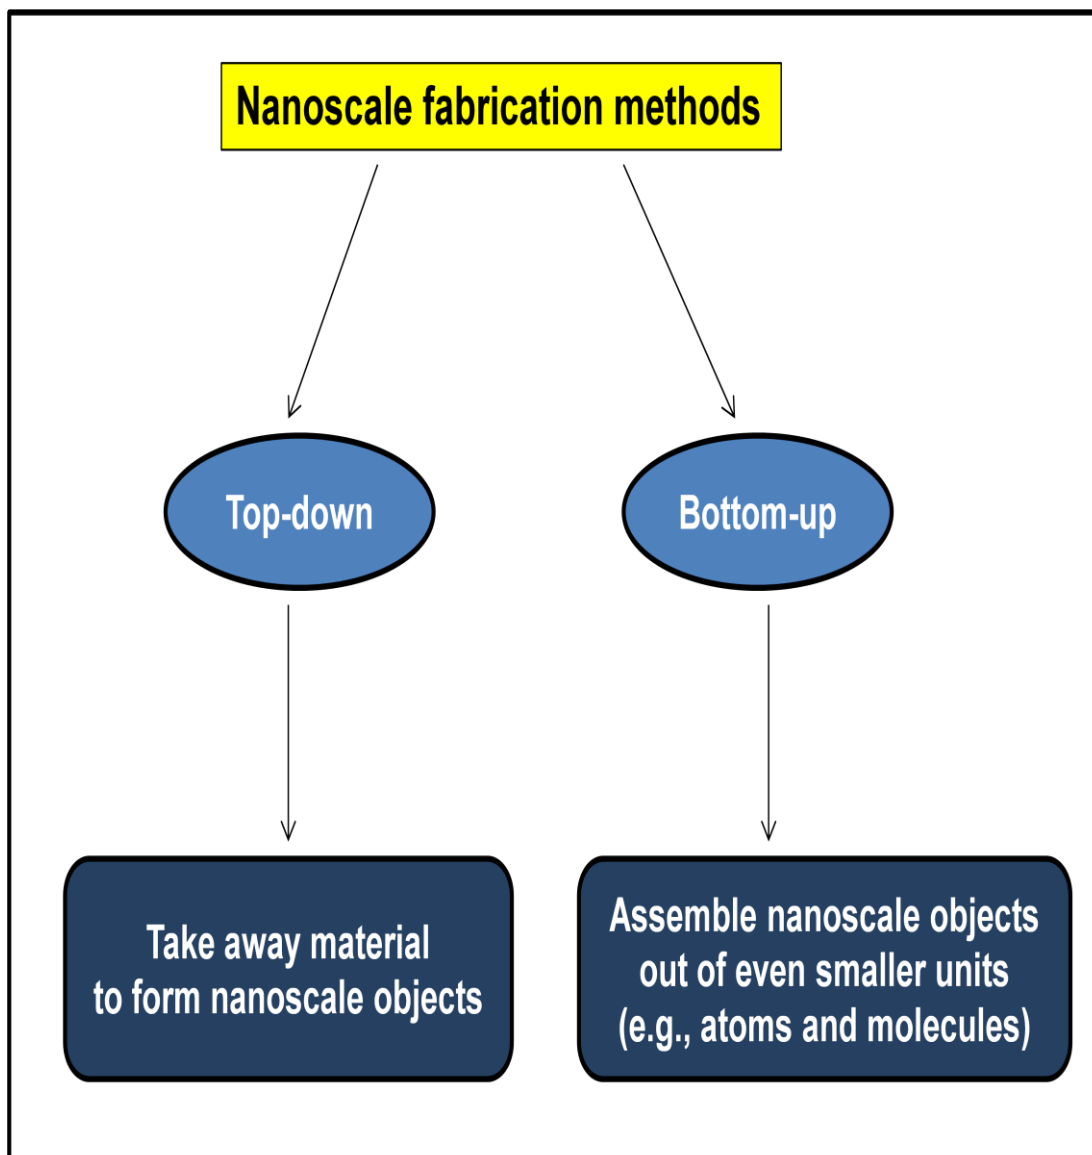 Nanoscale fabrication methods
Top-down
Bottom-up
Take away material
to form nanoscale objects
Assemble nanoscale objects
out of even smaller units
(e.g., atoms and molecules)